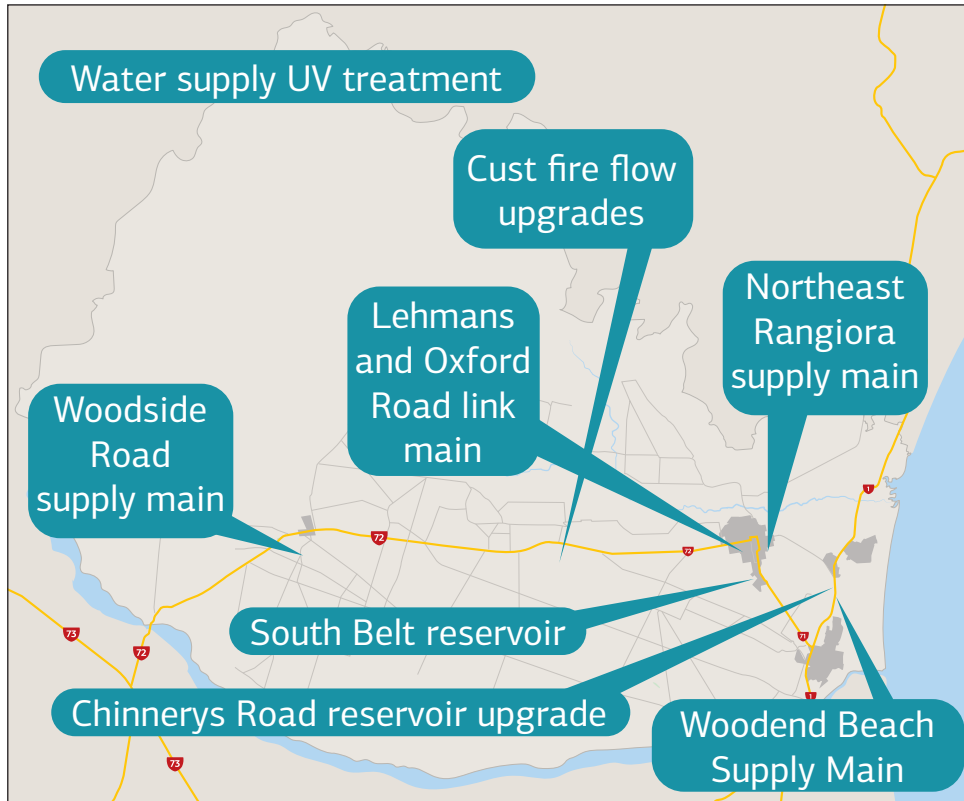 Water supply UV treatment
Cust fire flow
upgrades
Northeast
Rangiora
supply main
Lehmans
and Oxford
Road link
main
Woodside
Road
supply main
1
72
72
South Belt reservoir
71
73
72
1
Chinnerys Road reservoir upgrade
Woodend Beach
Supply Main
73